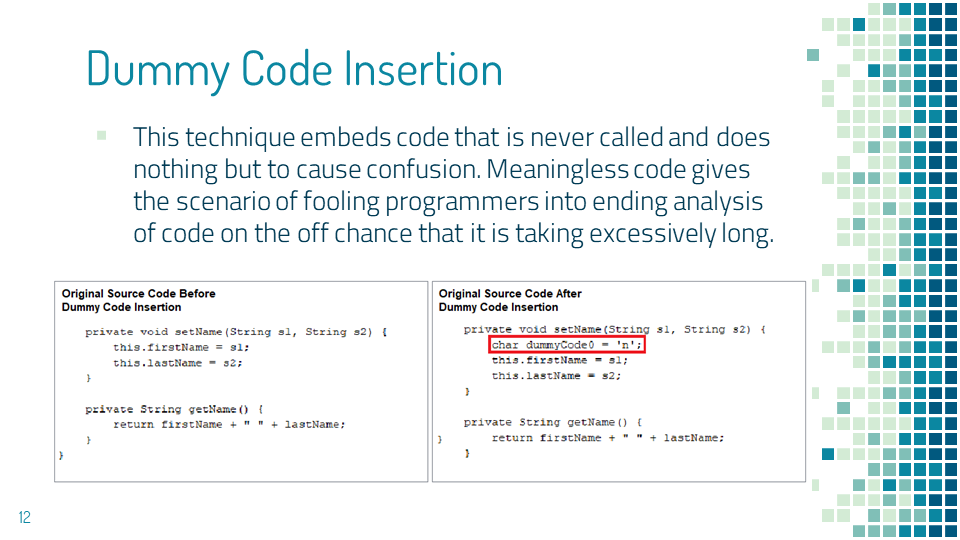 Dummy Code Insertion
This technique embeds code that is never called and does
nothing but to cause confusion. Meaningless code gives
the scenario of fooling programmers into ending analysis
of code on the off chance that it is taking excessively long.
Original Source Code Before
Dummy Code Insertion
private void setName(String s1, String s2) {
this.firstName = s1;
this.lastName = s2;
}
private String getName() {
return firstName + " " + lastName;
}
}
Original Source Code After
Dummy Code Insertion
private void setName(String s1, String s2) {
char dummyCode0 = 'n';
this.firstName = s1;
this.lastName = s2;
}
private String getName() {
} return firstName + " " + lastName;
}
12